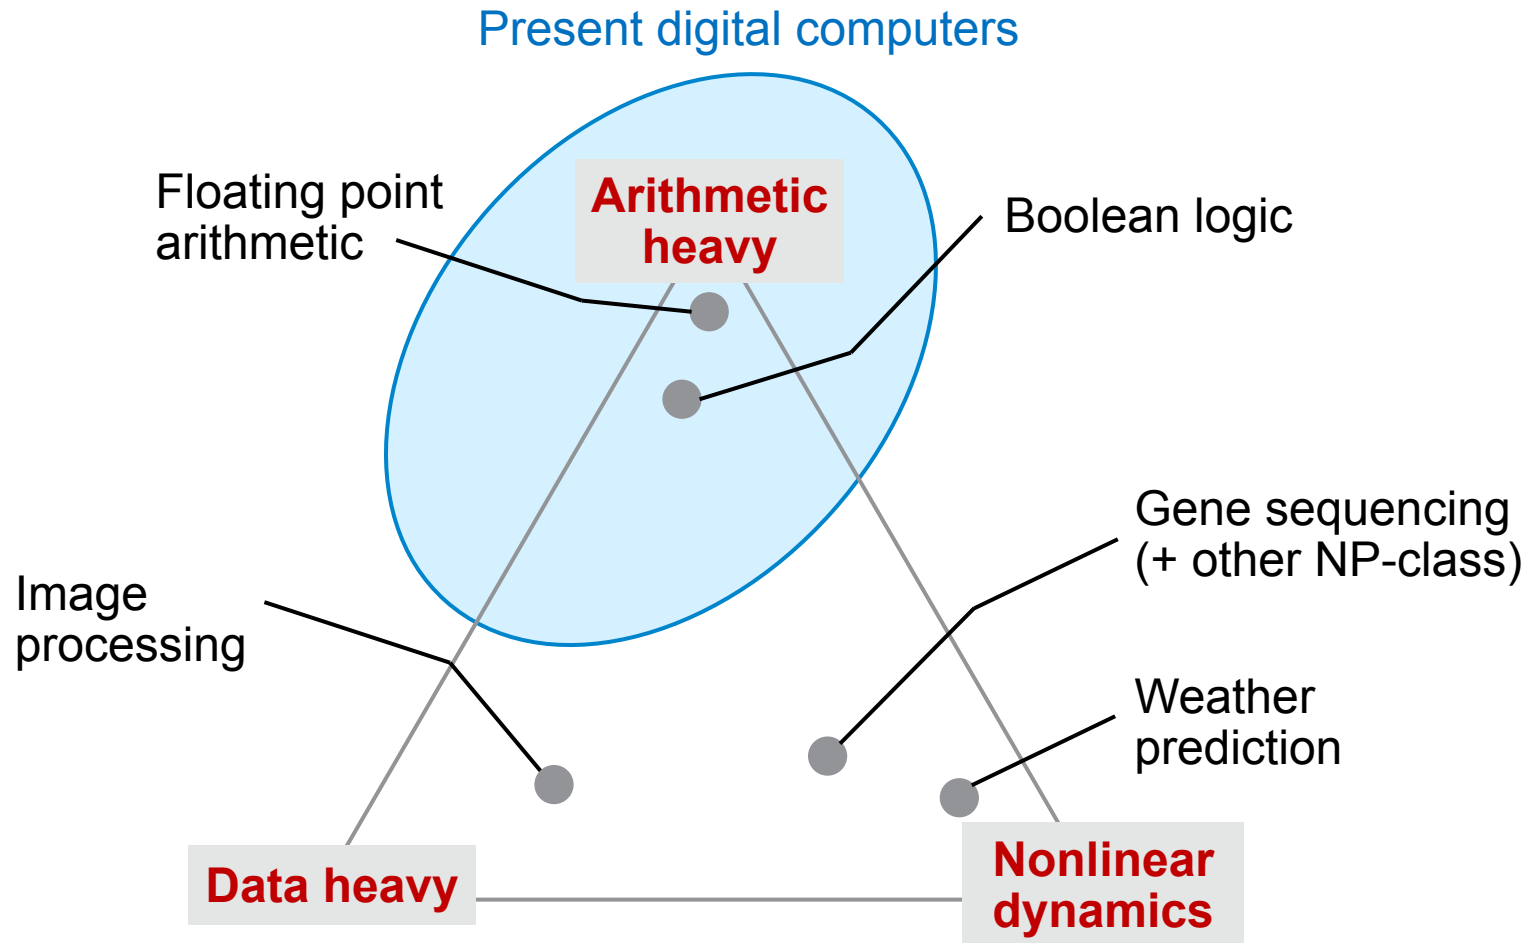 Present digital computers
Floating point
arithmetic
Arithmetic
heavy
Boolean logic
Gene sequencing
(+ other NP-class)
Image
processing
Weather
prediction
Data heavy
Nonlinear
dynamics